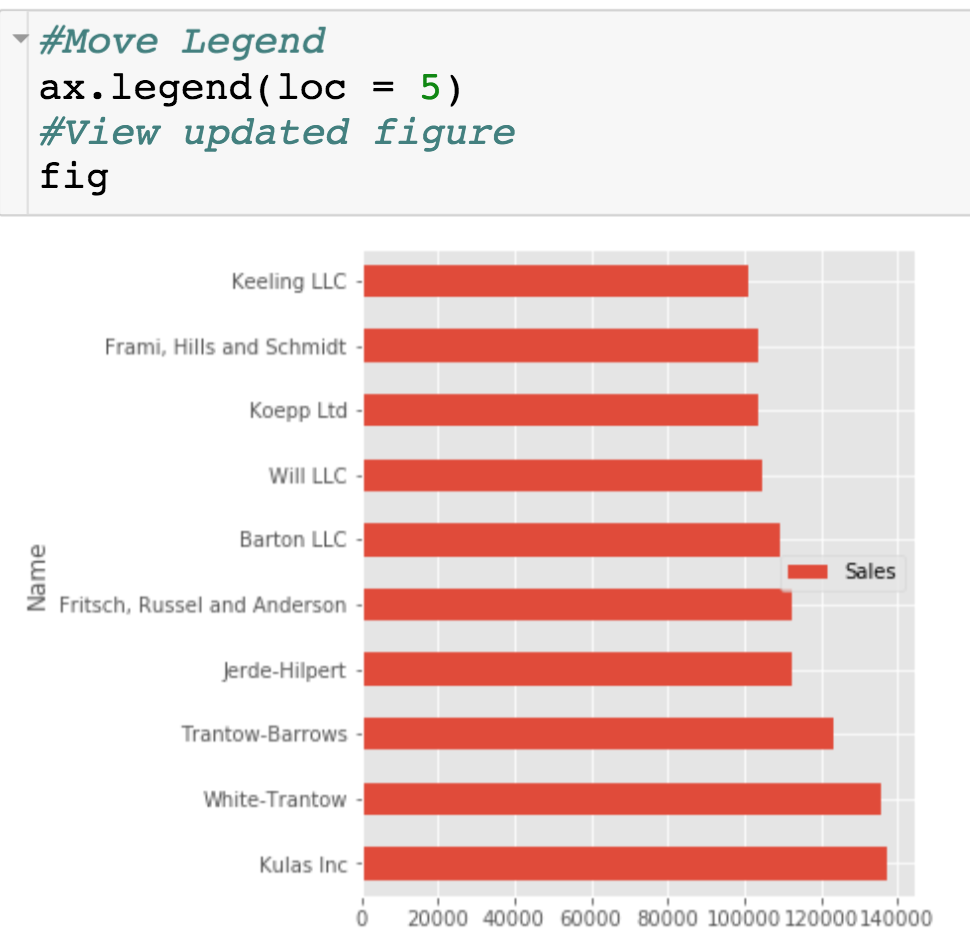 #Move Legend
ax.legend(loc = 5)
#View updated figure
fig
Keeling LLC
Frami, Hills and Schmidt
Koepp Ltd
Will LLC
Barton LLC
Sales
Name
Fritsch, Russel and Anderson
Jerde-Hilpert
Trantow-Barrows
White-Trantow
Kulas Inc
0 20000 40000 60000 80000 100000 120000 140000